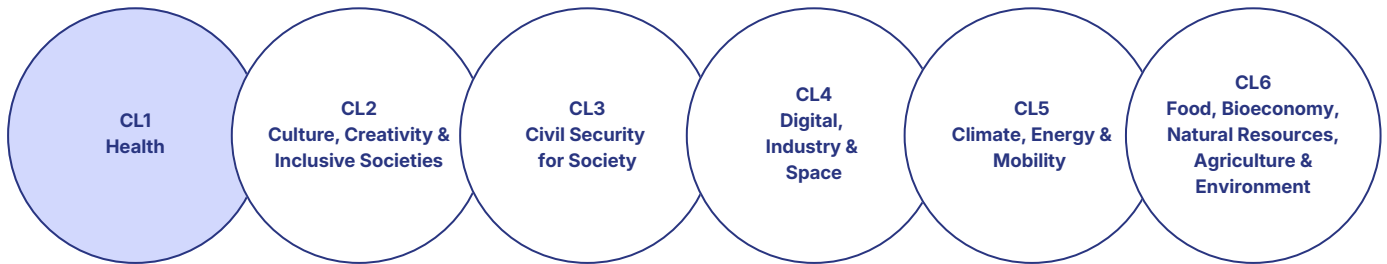 CL1
Health
CL2
Culture, Creativity &
Inclusive Societies
CL3
Civil Security
for Society
CL4
Digital,
Industry &
Space
CL5
Climate, Energy &
Mobility
CL6
Food, Bioeconomy,
Natural Resources,
Agriculture &
Environment